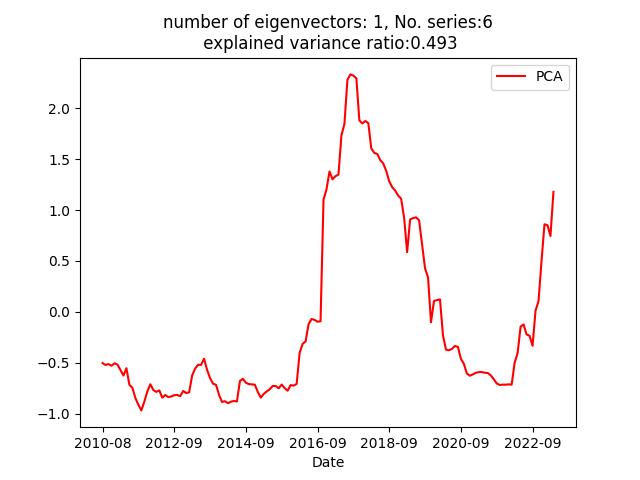 number of eigenvectors: 1, No. series:6
explained variance ratio:0.493
PCA
2.0
1.5
1.0
0.5
0.0
−0.5
−1.0
2010-08 2012-09 2014-09 2016-09 2018-09 2020-09 2022-09
Date